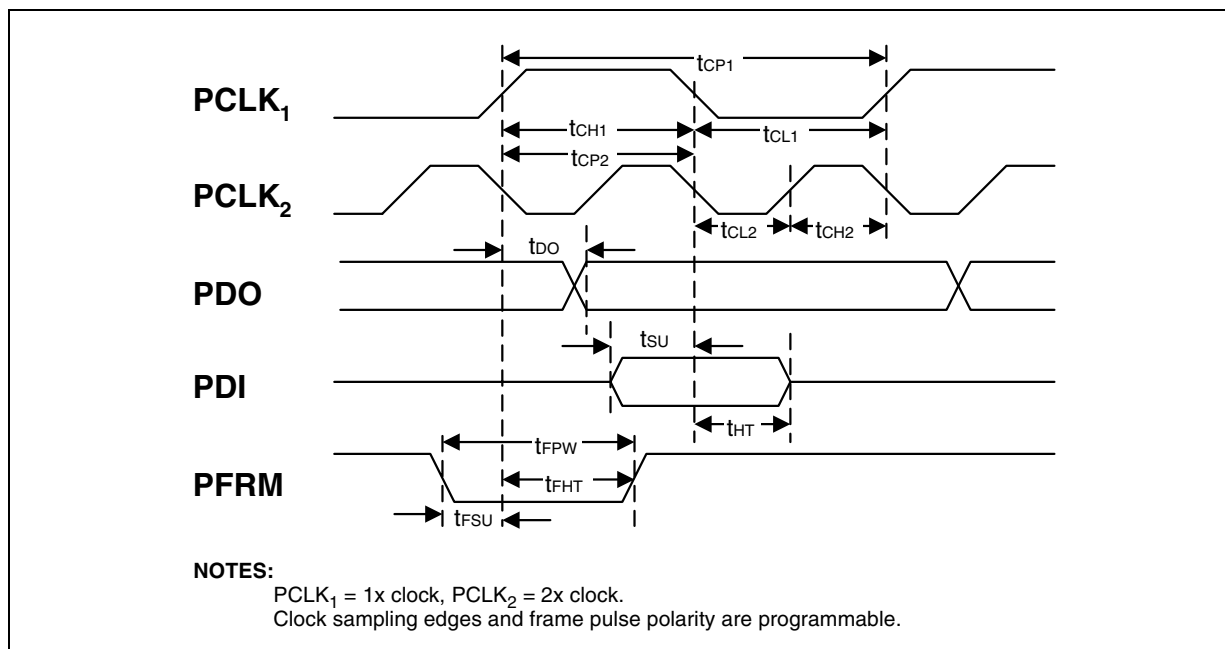 tCP1
PCLK1
tCH1 tCL1
tCP2
PCLK2
tCL2 tCH2
tDO
PDO
tSU
PDI
tHT
tFPW
PFRM
tFHT
tFSU
NOTES:
PCLK1 = 1x clock, PCLK2 = 2x clock.
Clock sampling edges and frame pulse polarity are programmable.